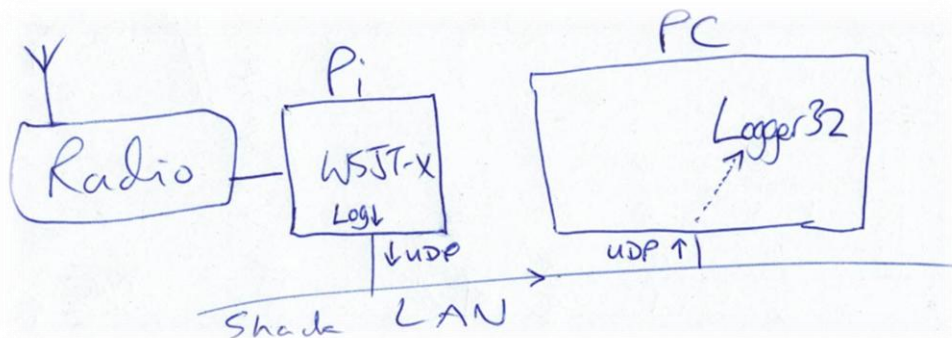 PC
Pi
Radio
WSJT-X
Log↓
Logger32
↓UDP
UDP↑
Shack LAN